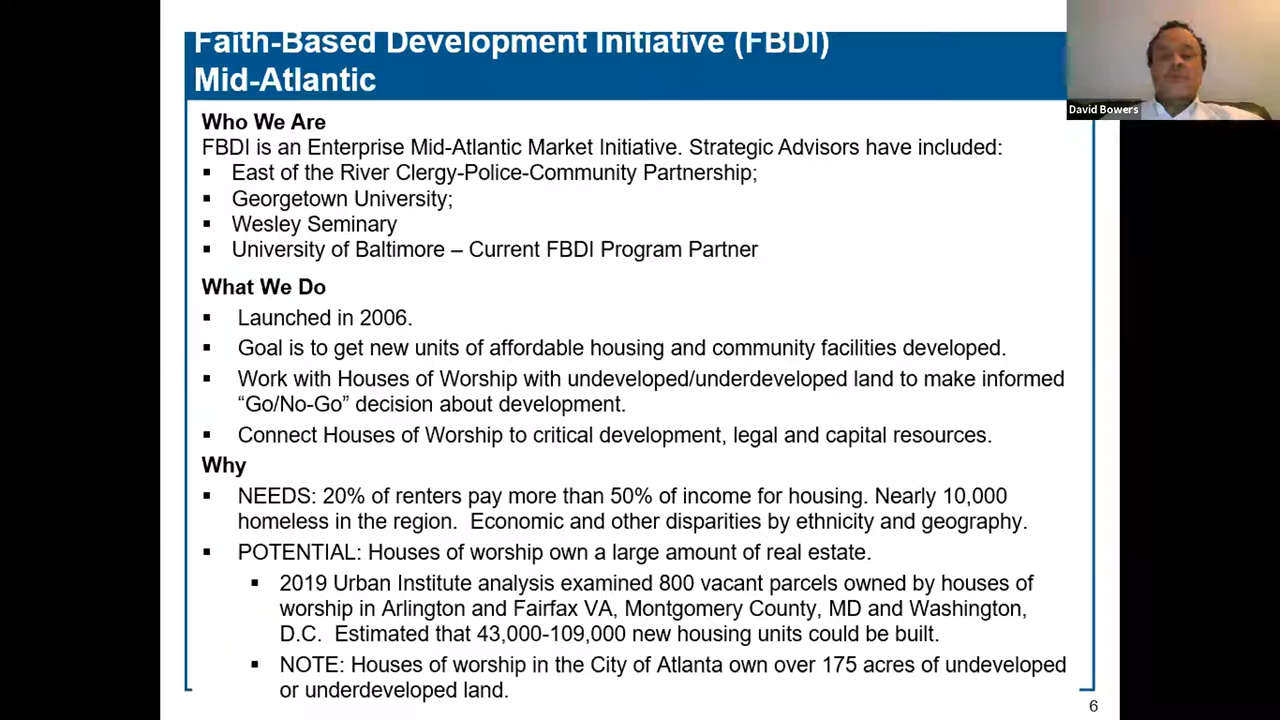 Faith-Based Development Initiative (FBDI)
Mid-Atlantic
David Bowers
Who We Are
FBDI is an Enterprise Mid-Atlantic Market Initiative. Strategic Advisors have included:
▪ East of the River Clergy-Police-Community Partnership;
▪ Georgetown University;
▪ Wesley Seminary
▪ University of Baltimore – Current FBDI Program Partner
What We Do
▪ Launched in 2006.
▪ Goal is to get new units of affordable housing and community facilities developed.
▪ Work with Houses of Worship with undeveloped/underdeveloped land to make informed
“Go/No-Go” decision about development.
▪ Connect Houses of Worship to critical development, legal and capital resources.
Why
▪ NEEDS: 20% of renters pay more than 50% of income for housing. Nearly 10,000
homeless in the region.  Economic and other disparities by ethnicity and geography.
▪ POTENTIAL: Houses of worship own a large amount of real estate.
▪ 2019 Urban Institute analysis examined 800 vacant parcels owned by houses of
worship in Arlington and Fairfax VA, Montgomery County, MD and Washington,
D.C.  Estimated that 43,000-109,000 new housing units could be built.
▪ NOTE: Houses of worship in the City of Atlanta own over 175 acres of undeveloped
or underdeveloped land.
6